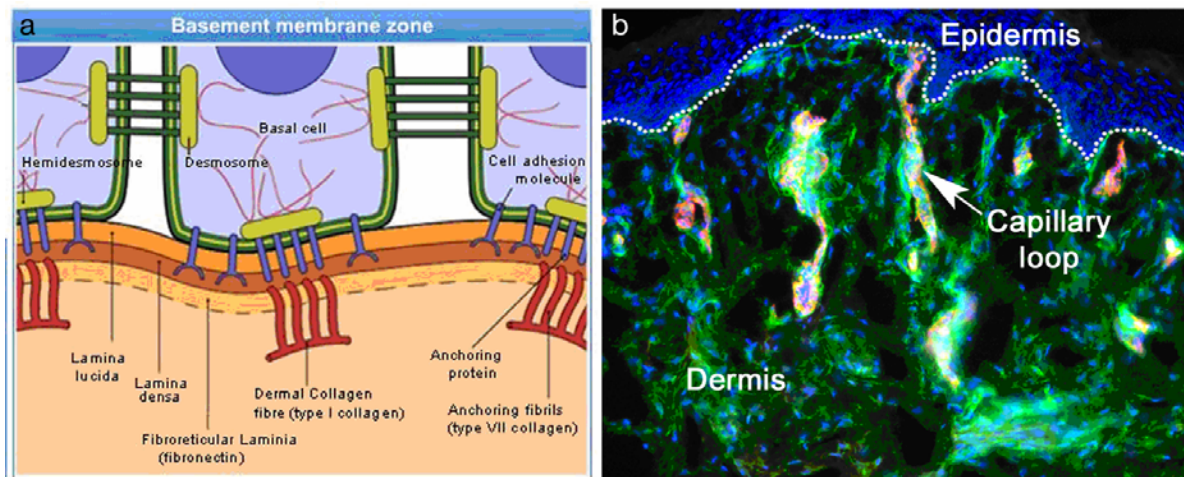 a
Basement membrane zone
Basal cell
Hemidesmosome
Desmosome
Cell adhesion
molecule
Lamina
lucida
Lamina
densa
Fibroreticular Laminia
(fibronectin)
Dermal Collagen
fibre (type I collagen)
Anchoring
protein
Anchoring fibrils
(type VII collagen)
b
Epidermis
Capillary
loop
Dermis